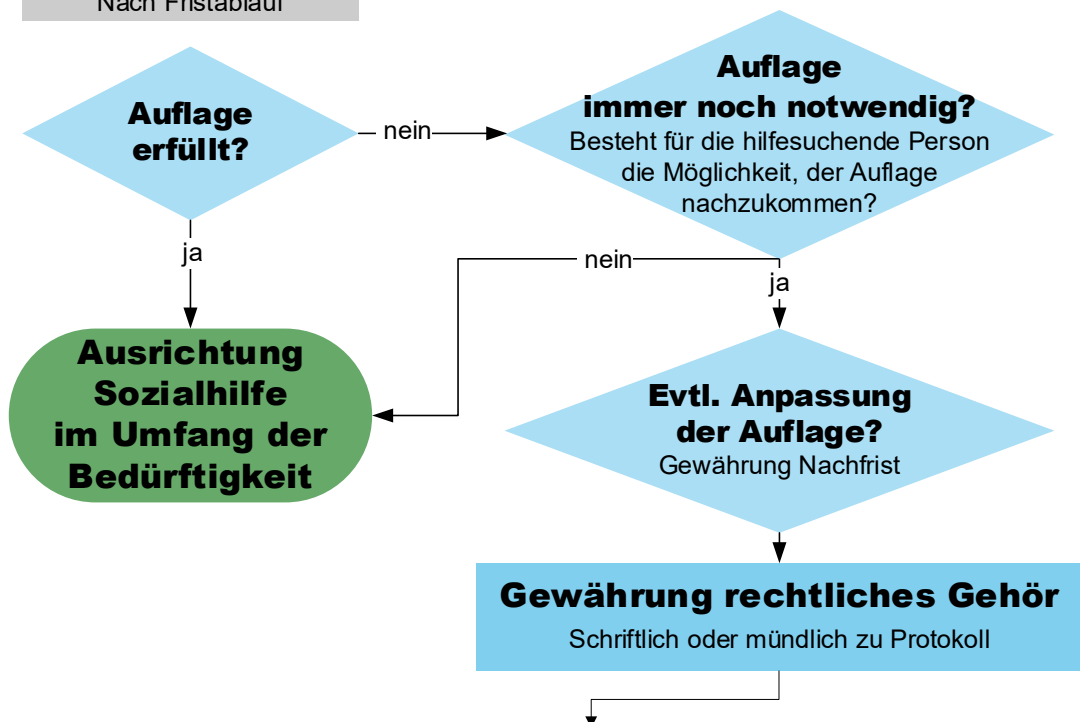 Nach Fristablauf
Auflage
erfüllt?
nein
Auflage
immer noch notwendig?
Besteht für die hilfesuchende Person
die Möglichkeit, der Auflage
nachzukommen?
ja
nein
ja
Ausrichtung
Sozialhilfe
im Umfang der
Bedürftigkeit
Evtl. Anpassung
der Auflage?
Gewährung Nachfrist
Gewährung rechtliches Gehör
Schriftlich oder mündlich zu Protokoll